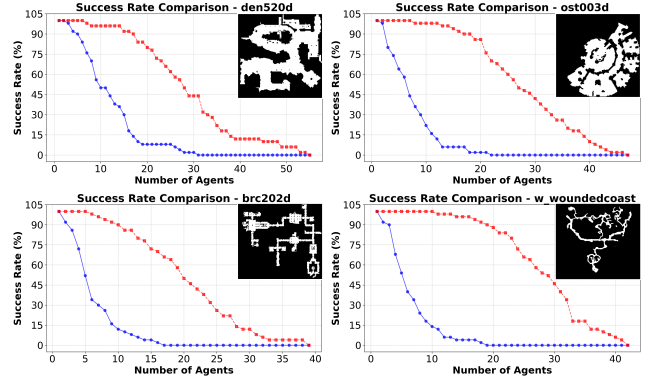 Success Rate Comparison - den520d
Success Rate (%)
105
90
75
60
45
30
15
0
0 10 20 30 40 50
Number of Agents
Success Rate Comparison - ost003d
Success Rate (%)
105
90
75
60
45
30
15
0
0 10 20 30 40
Number of Agents
Success Rate Comparison - brc202d
Success Rate (%)
105
90
75
60
45
30
15
0
0 5 10 15 20 25 30 35 40
Number of Agents
Success Rate Comparison - w_woundedcoast
Success Rate (%)
105
90
75
60
45
30
15
0
0 10 20 30 40
Number of Agents